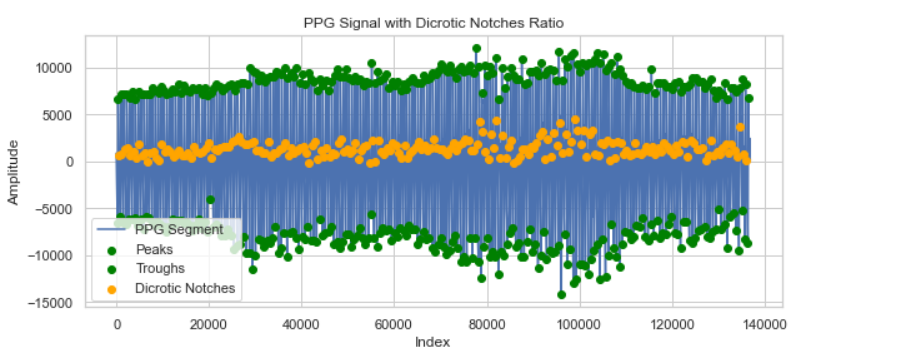 PPG Signal with Dicrotic Notches Ratio
Amplitude
10000
5000
0
−5000
−10000
−15000
PPG Segment
Peaks
Troughs
Dicrotic Notches
0
20000
40000
60000
80000
100000
120000
140000
Index